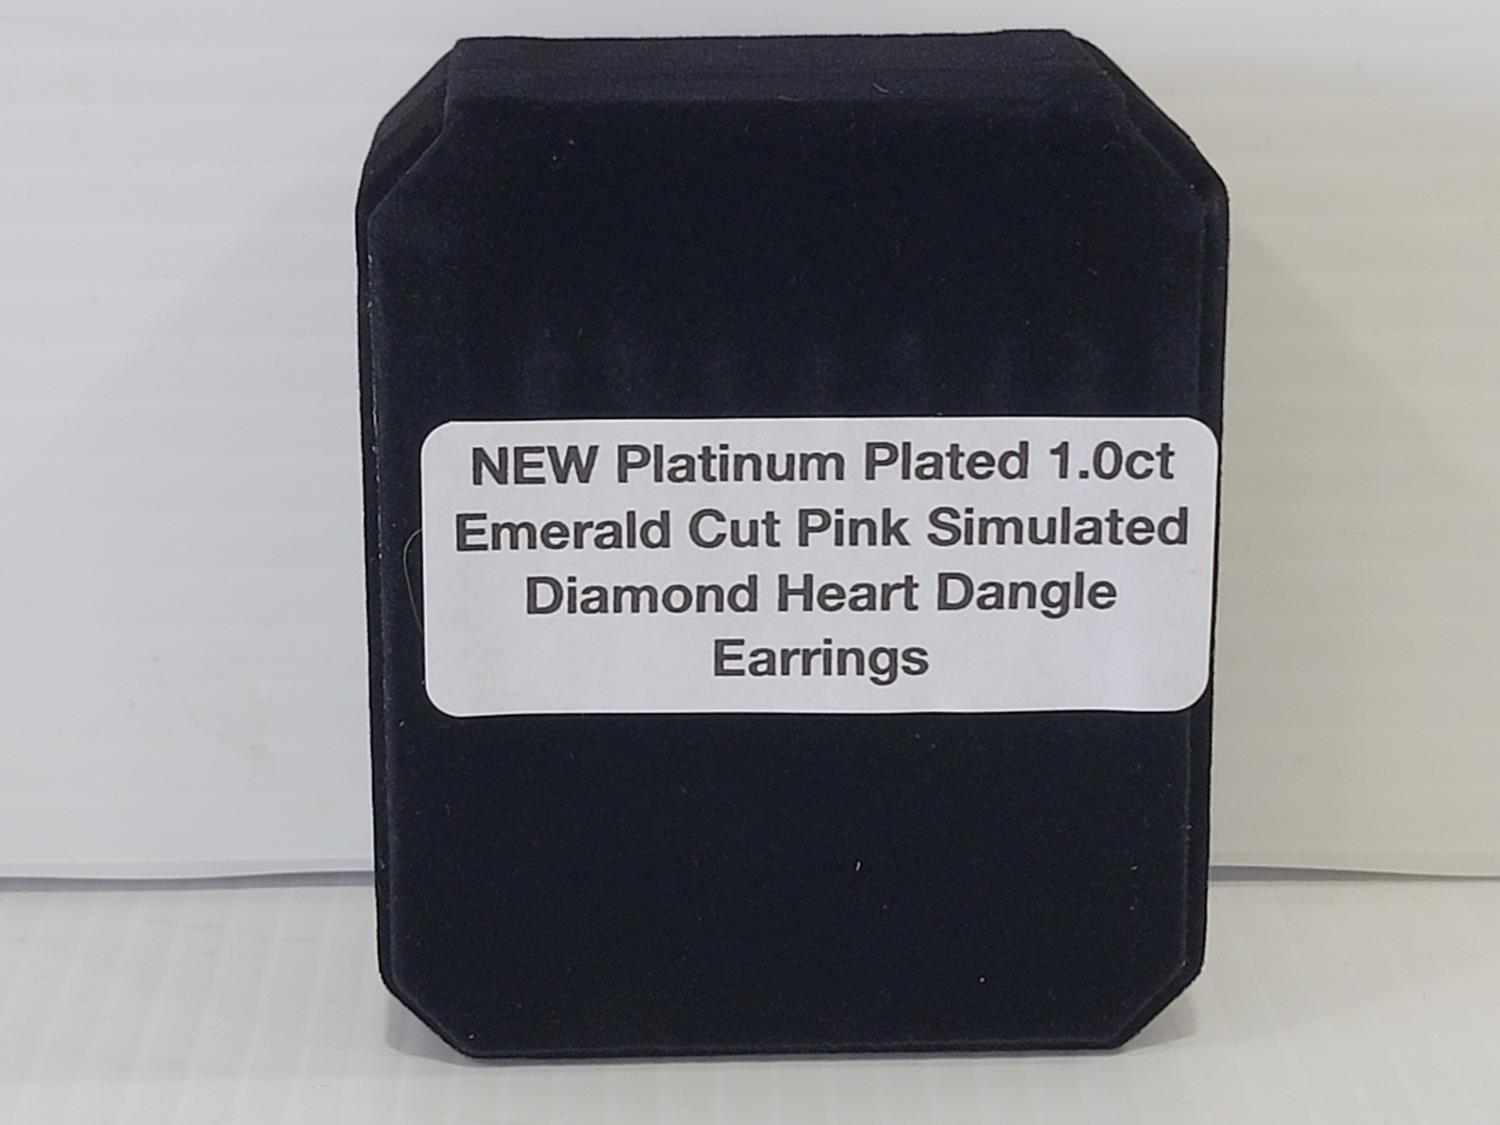 NEW Platinum Plated 1.0ct
Emerald Cut Pink Simulated
Diamond Heart Dangle
Earrings